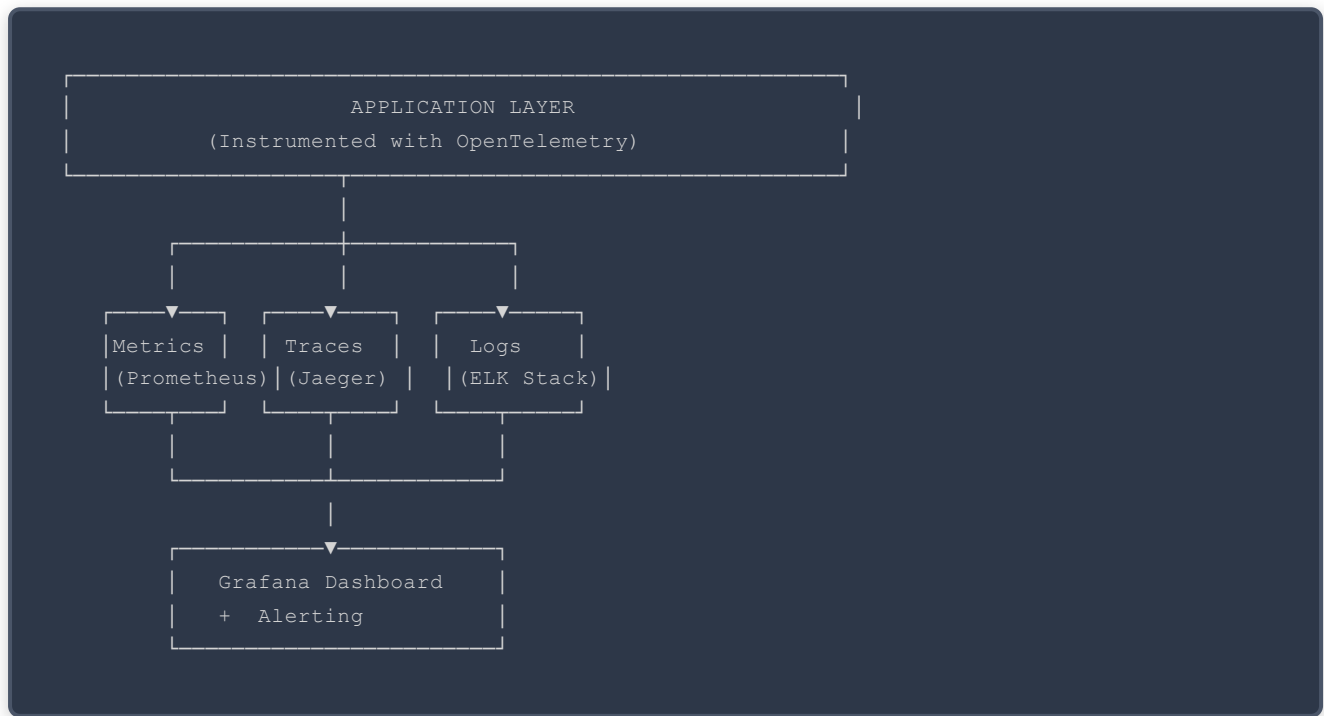 APPLICATION LAYER
(Instrumented with OpenTelemetry)
Metrics Traces Logs
(Prometheus) (Jaeger) (ELK Stack)
Grafana Dashboard
+ Alerting